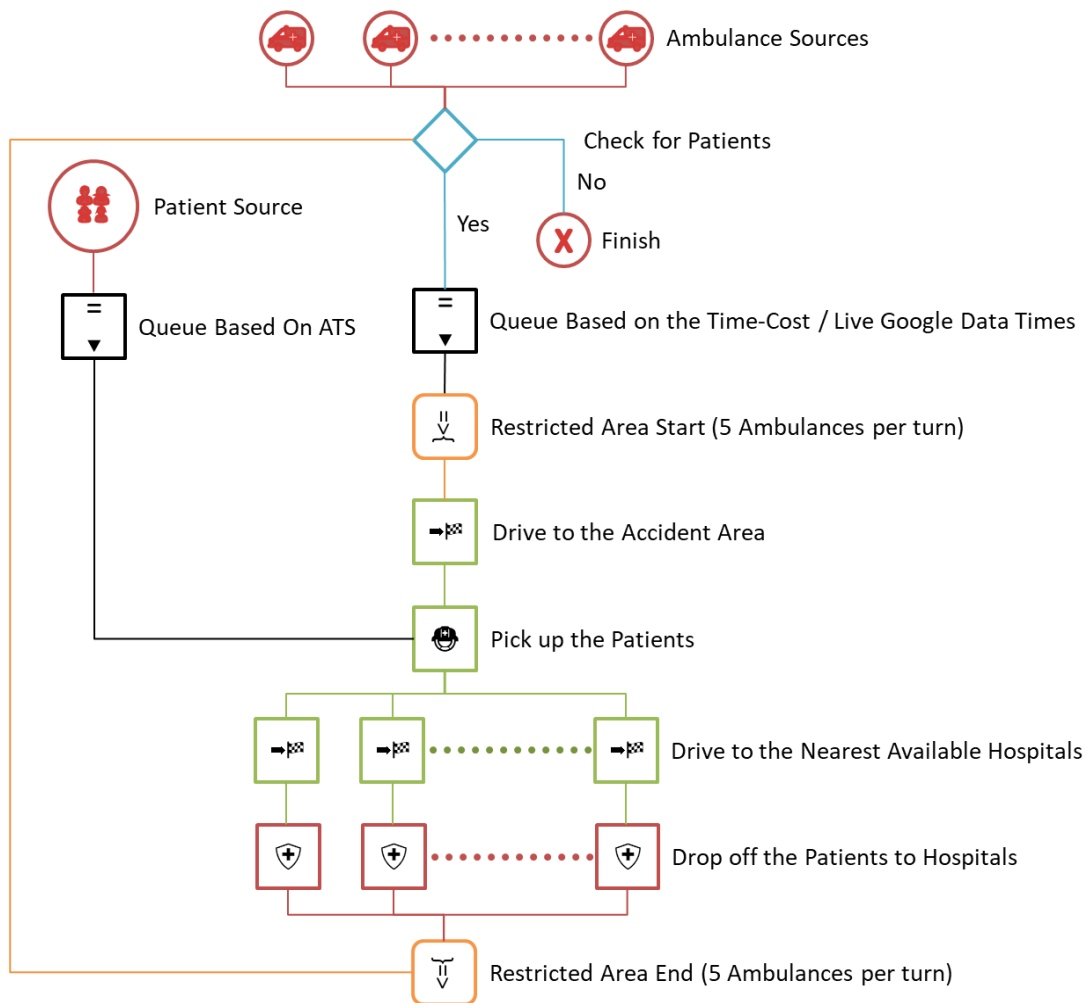 Ambulance Sources
Check for Patients
No
Patient Source
Yes
X
Finish
Queue Based On ATS
Queue Based on the Time-Cost / Live Google Data Times
Restricted Area Start (5 Ambulances per turn)
Drive to the Accident Area
Pick up the Patients
Drive to the Nearest Available Hospitals
Drop off the Patients to Hospitals
Restricted Area End (5 Ambulances per turn)